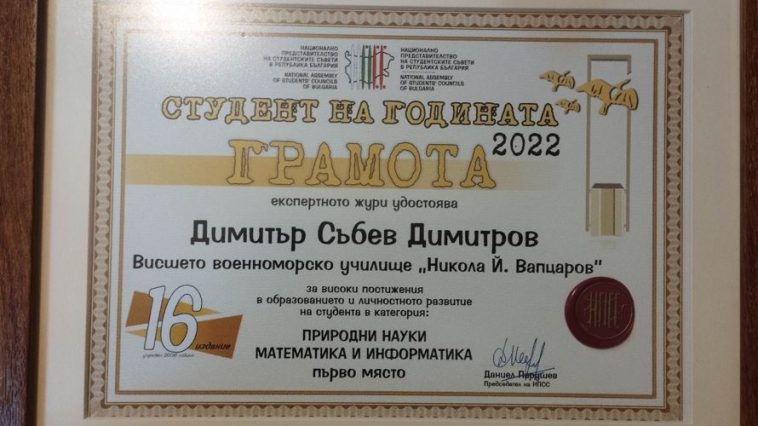 НАЦИОНАЛНО
ПРЕДСТАВИТЕЛСТВО
НА СТУДЕНТСКИТЕ СЪВЕТИ
В РЕПУБЛИКА БЪЛГАРИЯ
NATIONAL ASSEMBLY
OF STUDENTS' COUNCILS
OF BULGARIA
НАЦИОНАЛНО
ПРЕДСТАВИТЕЛСТВО
НА СТУДЕНТСКИТЕ СЪВЕТИ
В РЕПУБЛИКА БЪЛГАРИЯ
NATIONAL ASSEMBLY
OF STUDENTS' COUNCILS
OF BULGARIA
СТУДЕНТ НА ГОДИНАТА
2022
ГРАМОТА
експертното жури удостоява
Димитър Събев Димитров
Висшето военноморско училище „Никола Й. Вапцаров"
за високи постижения
в образованието и личностното развитие
на студента в категория:
ПРИРОДНИ НАУКИ
МАТЕМАТИКА И ИНФОРМАТИКА
първо място
16
издание
НПСС
Даниел
Председател на НПСС